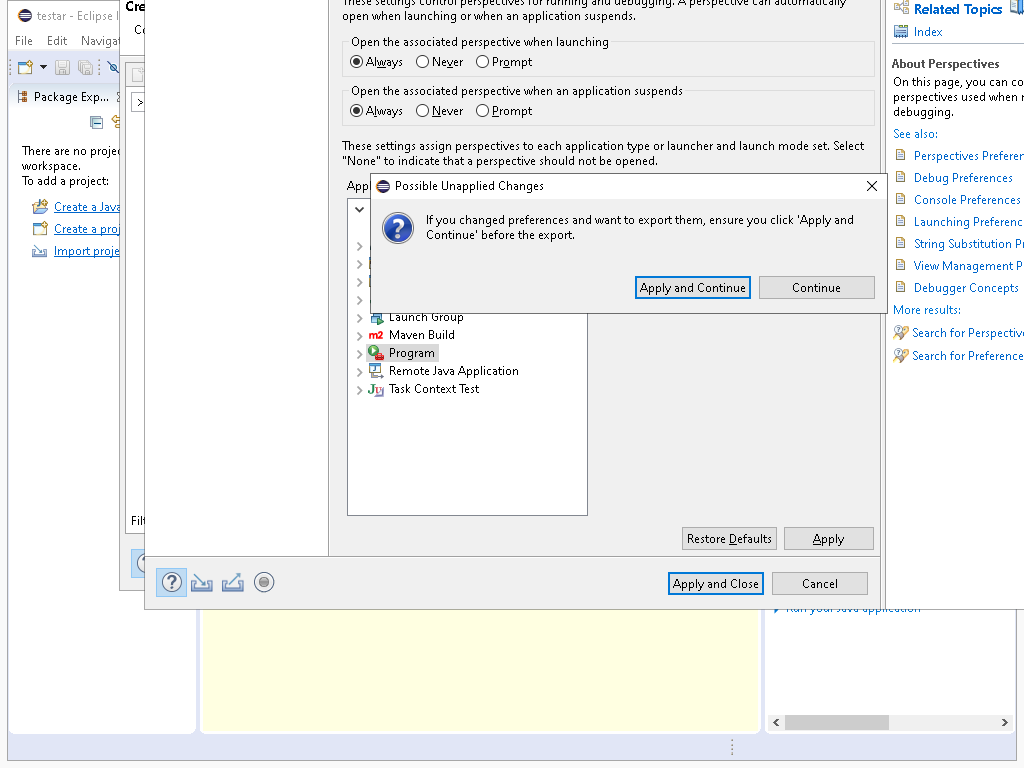 testar - Eclipse I
File Edit Navigat
Package Exp...
There are no proje
workspace.
To add a project:
Create a Java
Create a proj
Import proje
Cre
Filt
These settings control perspectives for running and debugging. A perspective can automatically
open when launching or when an application suspends.
Open the associated perspective when launching
Always Never Prompt
Open the associated perspective when an application suspends
Always Never Prompt
These settings assign perspectives to each application type or launcher and launch mode set. Select
"None" to indicate that a perspective should not be opened.
Appl
Possible Unapplied Changes
If you changed preferences and want to export them, ensure you click 'Apply and
Continue' before the export.
Apply and Continue Continue
Launch Group
m2 Maven Build
Program
Remote Java Application
Task Context Test
Restore Defaults Apply
Apply and Close Cancel
Related Topics
Index
About Perspectives
On this page, you can co
perspectives used when r
debugging.
See also:
Perspectives Preferen
Debug Preferences
Console Preferences
Launching Preferenc
String Substitution Pr
View Management P
Debugger Concepts
More results:
Search for Perspective
Search for Preference
Run your Java application